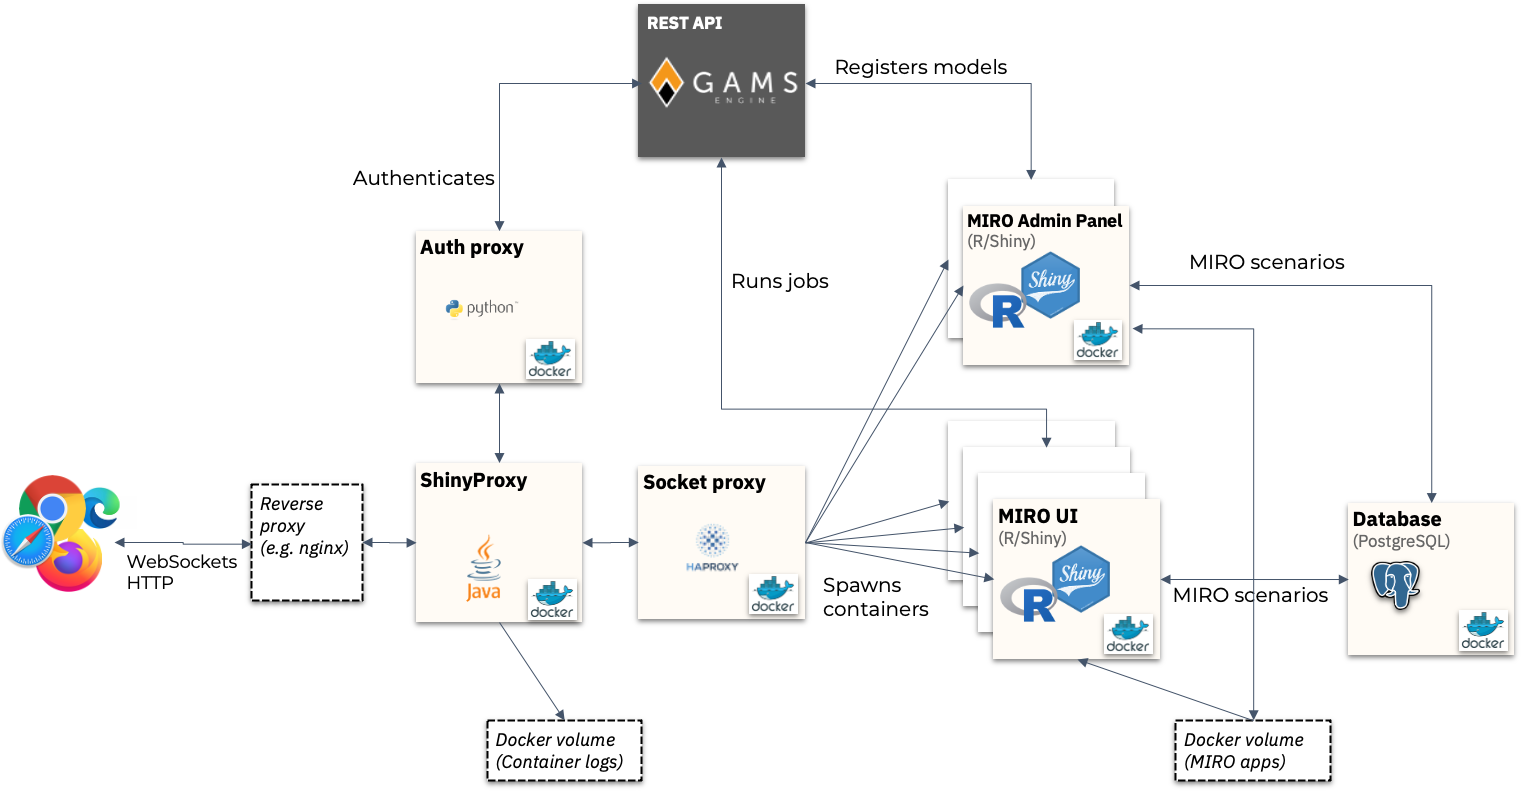 REST API
GAMS
ENGINE
Registers models
Authenticates
Auth proxy
python™
docker
Runs jobs
MIRO Admin Panel
(R/Shiny)
Shiny
R
docker
MIRO scenarios
WebSockets
HTTP
Reverse
proxy
(e.g. nginx)
ShinyProxy
Java
docker
Socket proxy
HAPROXY
docker
Spawns
containers
MIRO UI
(R/Shiny)
Shiny
R
docker
MIRO scenarios
Database
(PostgreSQL)
docker
Docker volume
(Container logs)
Docker volume
(MIRO apps)